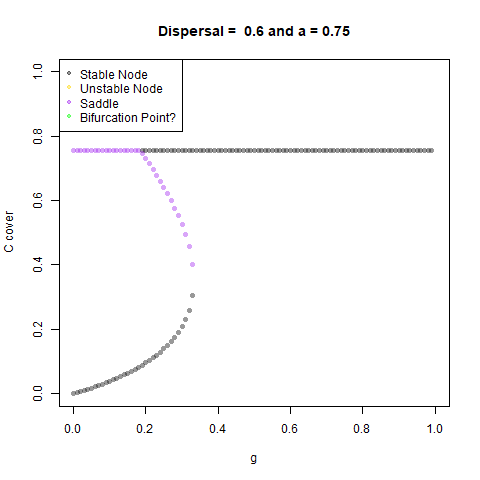 Dispersal =  0.6 and a = 0.75
Stable Node
Unstable Node
Saddle
Bifurcation Point?
1.0
0.8
0.6
0.4
0.2
0.0
C cover
0.0 0.2 0.4 0.6 0.8 1.0
g